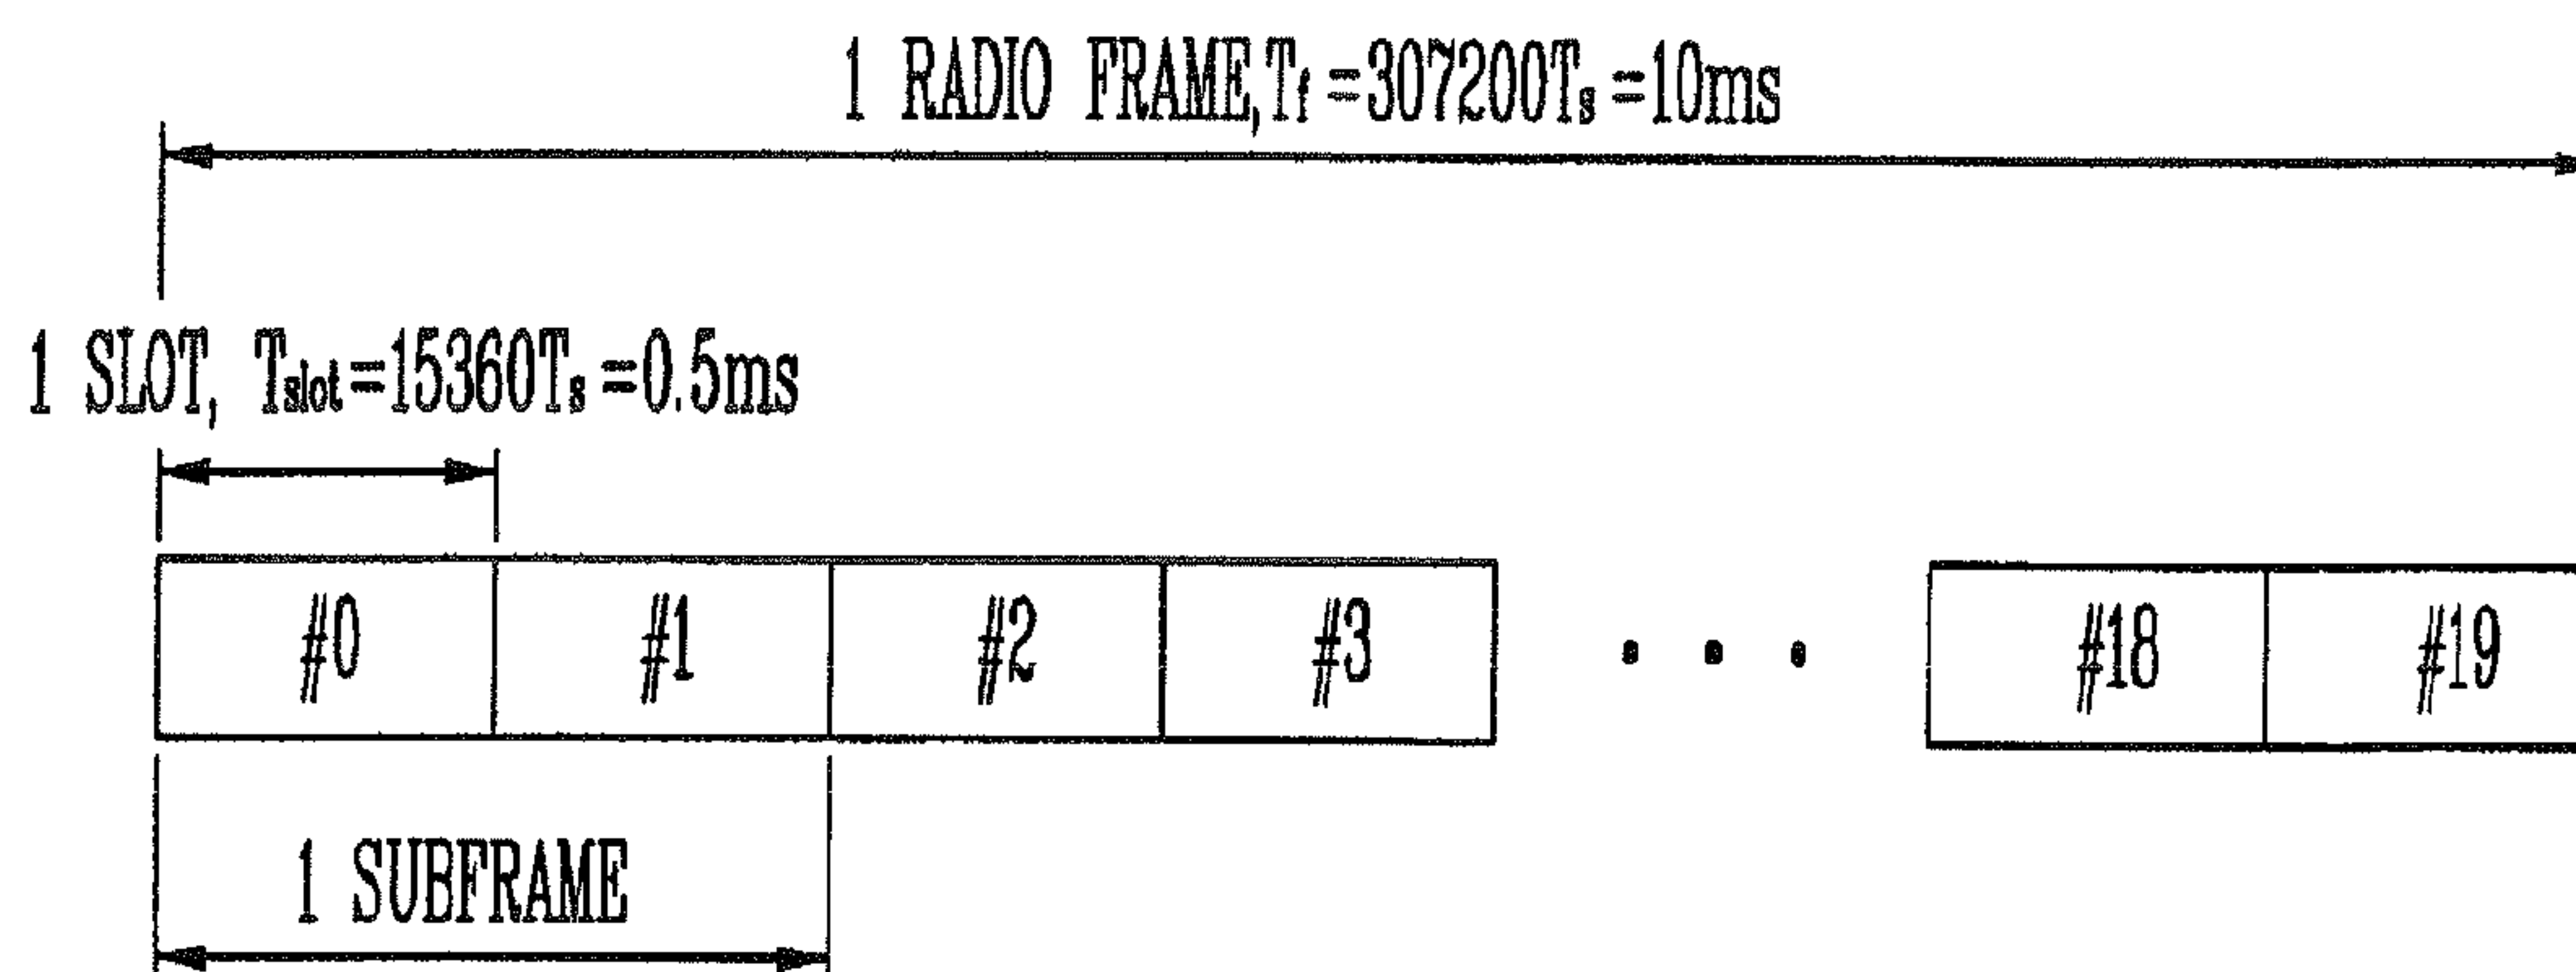 1 RADIO FRAME, Tf =307200Ts =10ms
1 SLOT, Tslot=15360Ts =0.5ms
#0 #1 #2 #3 • • • #18 #19
1 SUBFRAME